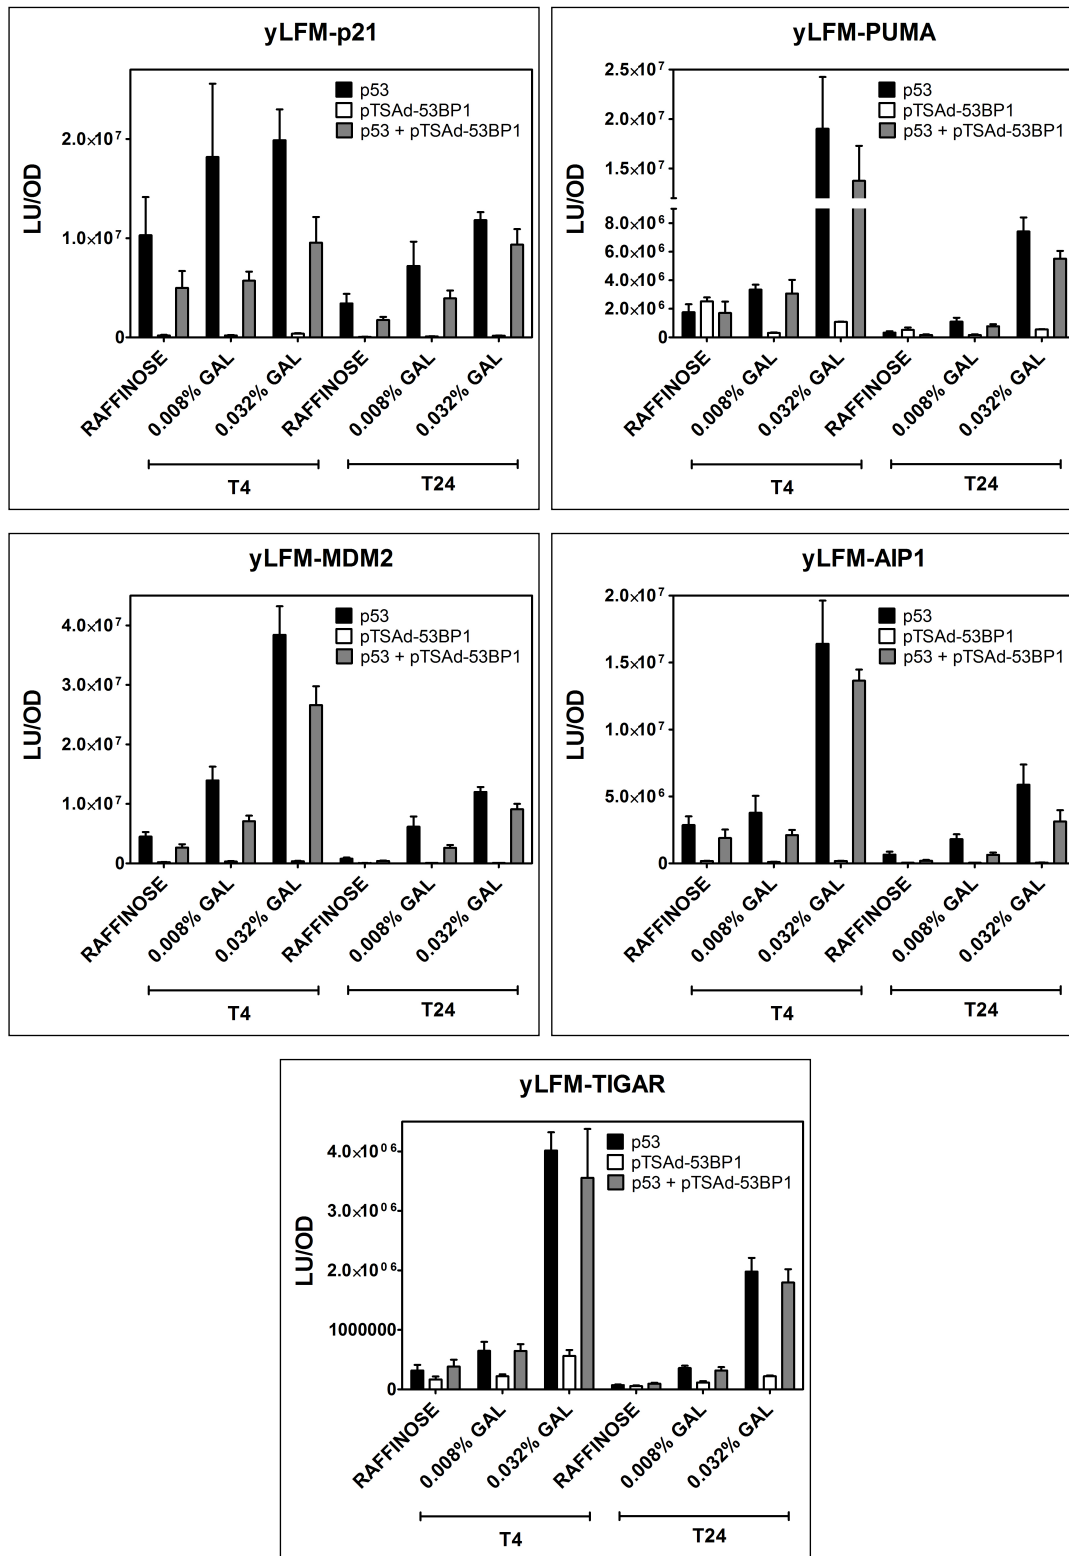 yLFM-p21
LU/OD
2.0×10⁷
1.0×10⁷
0
p53
pTSAd-53BP1
p53 + pTSAd-53BP1
RAFFINOSE
0.008% GAL
0.032% GAL
RAFFINOSE
0.008% GAL
0.032% GAL
T4
T24
yLFM-PUMA
LU/OD
2.5×10⁷
2.0×10⁷
1.5×10⁷
8.0×10⁶
6.0×10⁶
4.0×10⁶
2.0×10⁶
0
p53
pTSAd-53BP1
p53 + pTSAd-53BP1
RAFFINOSE
0.008% GAL
0.032% GAL
RAFFINOSE
0.008% GAL
0.032% GAL
T4
T24
yLFM-MDM2
LU/OD
4.0×10⁷
3.0×10⁷
2.0×10⁷
1.0×10⁷
0
p53
pTSAd-53BP1
p53 + pTSAd-53BP1
RAFFINOSE
0.008% GAL
0.032% GAL
RAFFINOSE
0.008% GAL
0.032% GAL
T4
T24
yLFM-AIP1
LU/OD
2.0×10⁷
1.5×10⁷
1.0×10⁷
5.0×10⁶
0
p53
pTSAd-53BP1
p53 + pTSAd-53BP1
RAFFINOSE
0.008% GAL
0.032% GAL
RAFFINOSE
0.008% GAL
0.032% GAL
T4
T24
yLFM-TIGAR
LU/OD
4.0×10⁰⁶
3.0×10⁰⁶
2.0×10⁰⁶
1000000
0
p53
pTSAd-53BP1
p53 + pTSAd-53BP1
RAFFINOSE
0.008% GAL
0.032% GAL
RAFFINOSE
0.008% GAL
0.032% GAL
T4
T24